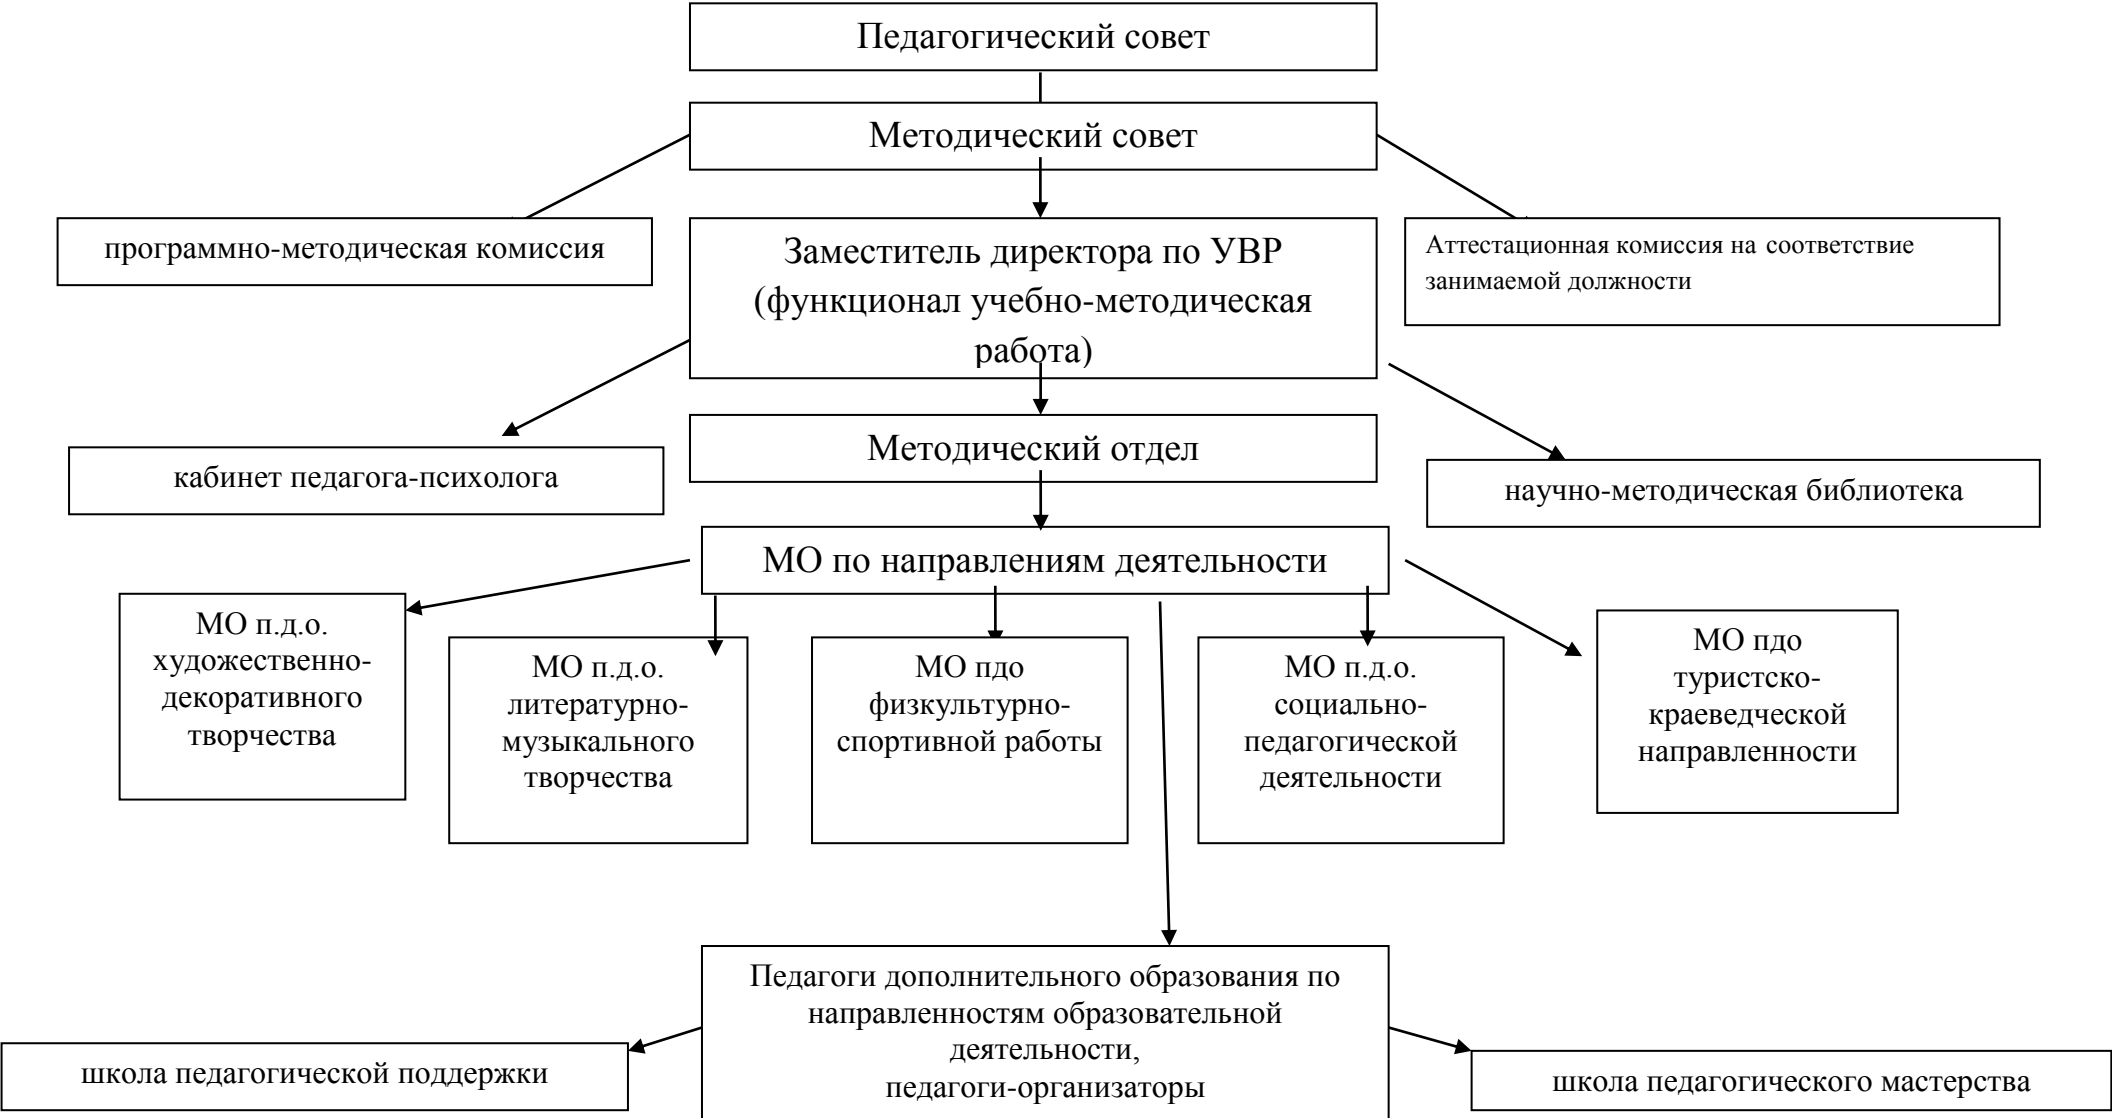 Педагогический совет
Методический совет
программно-методическая комиссия
Заместитель директора по УВР
(функционал учебно-методическая
работа)
Аттестационная комиссия на соответствие
занимаемой должности
кабинет педагога-психолога
Методический отдел
научно-методическая библиотека
МО по направлениям деятельности
МО п.д.о.
художественно-
декоративного
творчества
МО п.д.о.
литературно-
музыкального
творчества
МО пдо
физкультурно-
спортивной работы
МО п.д.о.
социально-
педагогической
деятельности
МО пдо
туристско-
краеведческой
направленности
Педагоги дополнительного образования по
направленностям образовательной
деятельности,
педагоги-организаторы
школа педагогической поддержки
школа педагогического мастерства